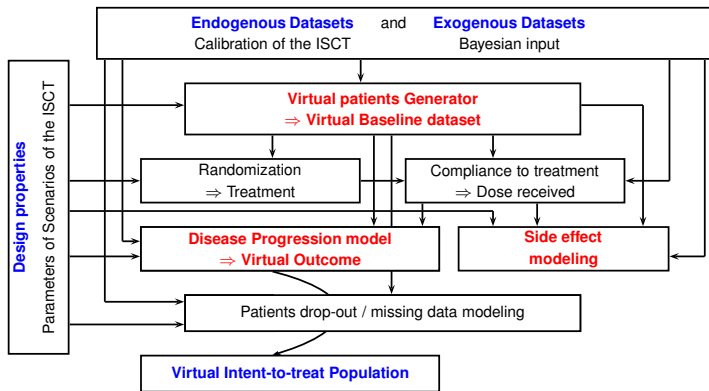 Endogenous Datasets and Exogenous Datasets
Calibration of the ISCT Bayesian input
Design properties
Parameters of Scenarios of the ISCT
Virtual patients Generator
⇒ Virtual Baseline dataset
Randomization
⇒ Treatment
Compliance to treatment
⇒ Dose received
Disease Progression model
⇒ Virtual Outcome
Side effect
modeling
Patients drop-out / missing data modeling
Virtual Intent-to-treat Population